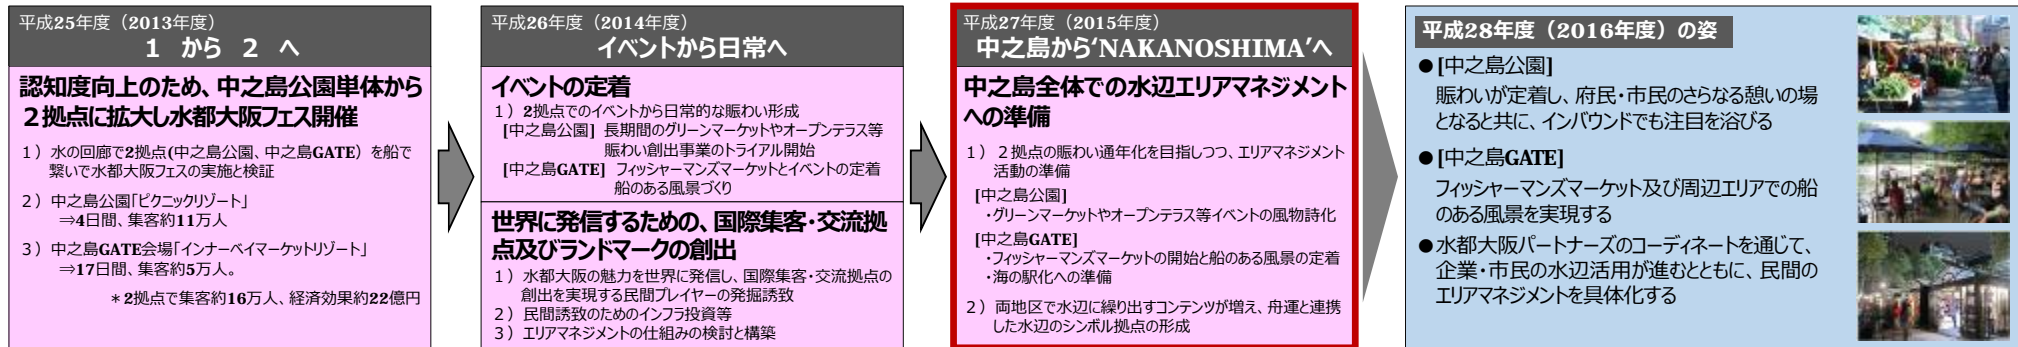 平成25年度（2013年度）
１ から ２ へ
認知度向上のため、中之島公園単体から
２拠点に拡大し水都大阪フェス開催
１）水の回廊で2拠点(中之島公園、中之島GATE）を船で
繋いで水都大阪フェスの実施と検証
２）中之島公園「ピクニックリゾート」
⇒4日間、集客約11万人
３）中之島GATE会場「インナーベイマーケットリゾート」
⇒17日間、集客約5万人。
＊2拠点で集客約16万人、経済効果約22億円
平成26年度（2014年度）
イベントから日常へ
イベントの定着
１）2拠点でのイベントから日常的な賑わい形成
[中之島公園] 長期間のグリーンマーケットやオープンテラス等
賑わい創出事業のトライアル開始
[中之島GATE] フィッシャーマンズマーケットとイベントの定着
船のある風景づくり
世界に発信するための、国際集客・交流拠
点及びランドマークの創出
１）水都大阪の魅力を世界に発信し、国際集客・交流拠点の
創出を実現する民間プレイヤーの発掘誘致
２）民間誘致のためのインフラ投資等
３）エリアマネジメントの仕組みの検討と構築
平成27年度（2015年度）
中之島から‘NAKANOSHIMA’へ
中之島全体での水辺エリアマネジメント
への準備
１）２拠点の賑わい通年化を目指しつつ、エリアマネジメント
活動の準備
[中之島公園]
・グリーンマーケットやオープンテラス等イベントの風物詩化
[中之島GATE]
・フィッシャーマンズマーケットの開始と船のある風景の定着
・海の駅化への準備
２）両地区で水辺に繰り出すコンテンツが増え、舟運と連携
した水辺のシンボル拠点の形成
平成28年度（2016年度）の姿
●[中之島公園]
賑わいが定着し、府民・市民のさらなる憩いの場
となると共に、インバウンドでも注目を浴びる
●[中之島GATE]
フィッシャーマンズマーケット及び周辺エリアでの船
のある風景を実現する
●水都大阪パートナーズのコーディネートを通じて、
企業・市民の水辺活用が進むとともに、民間の
エリアマネジメントを具体化する